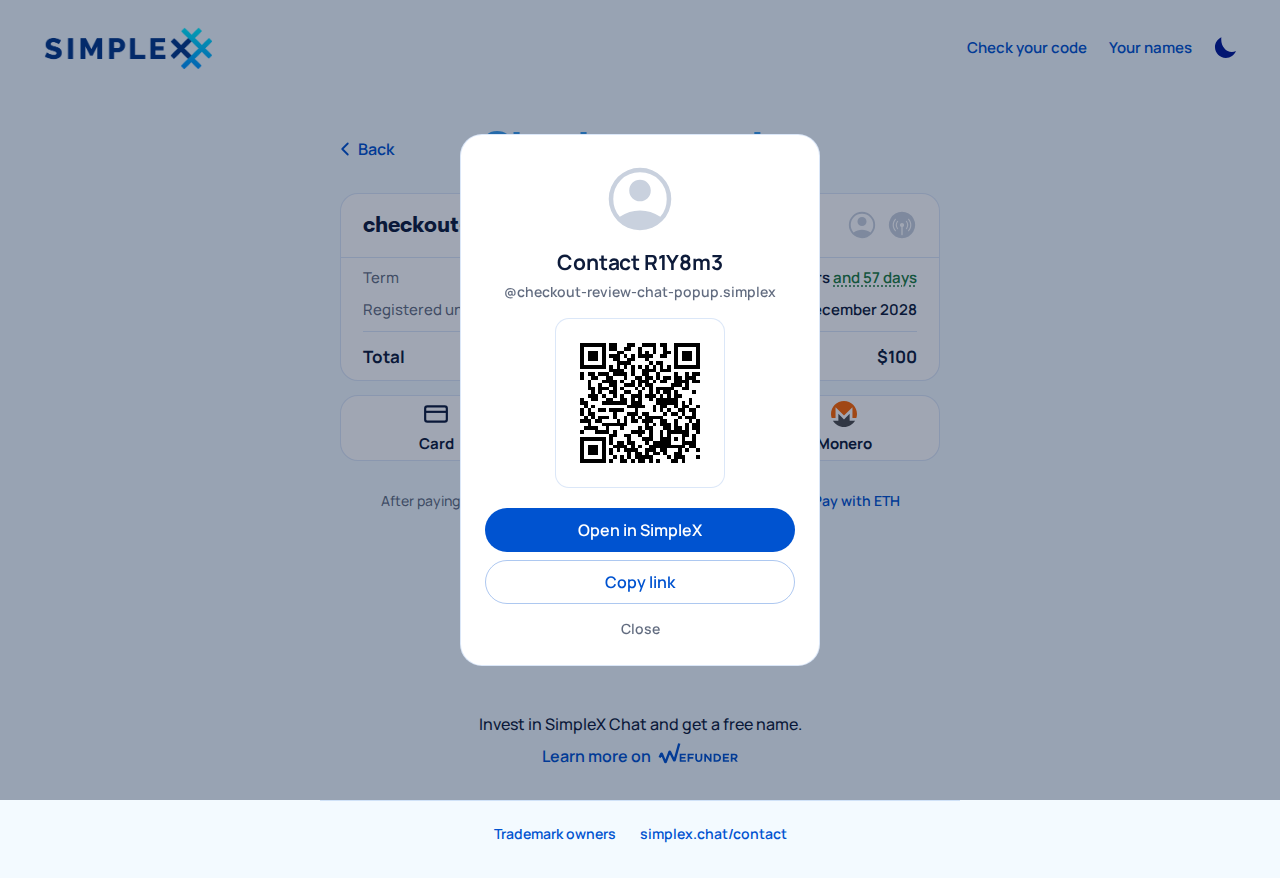 SIMPLEX
Check your code
Your names
Back
checkout
Term
rs and 57 days
Registered un
ecember 2028
Total
$100
Card
Monero
After paying
Pay with ETH
Contact R1Y8m3
@checkout-review-chat-popup.simplex
Open in SimpleX
Copy link
Close
Invest in SimpleX Chat and get a free name.
Learn more on WEFUNDER
Trademark owners
simplex.chat/contact